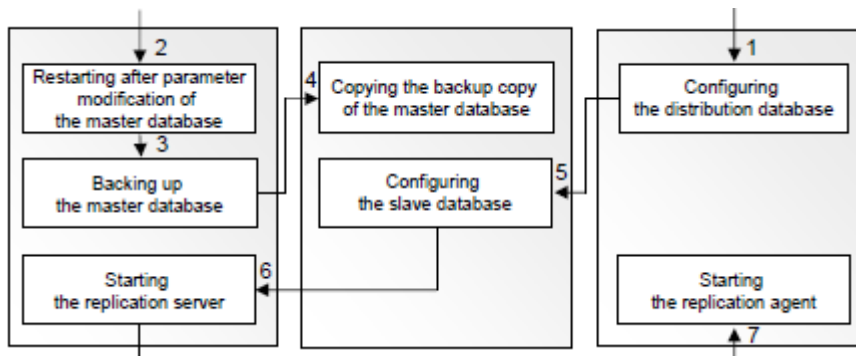 2
Restarting after parameter
modification of
the master database
3
Backing up
the master database
Starting
the replication server
4
Copying the backup copy
of the master database
5
Configuring
the slave database
6
1
Configuring
the distribution database
Starting
the replication agent
7